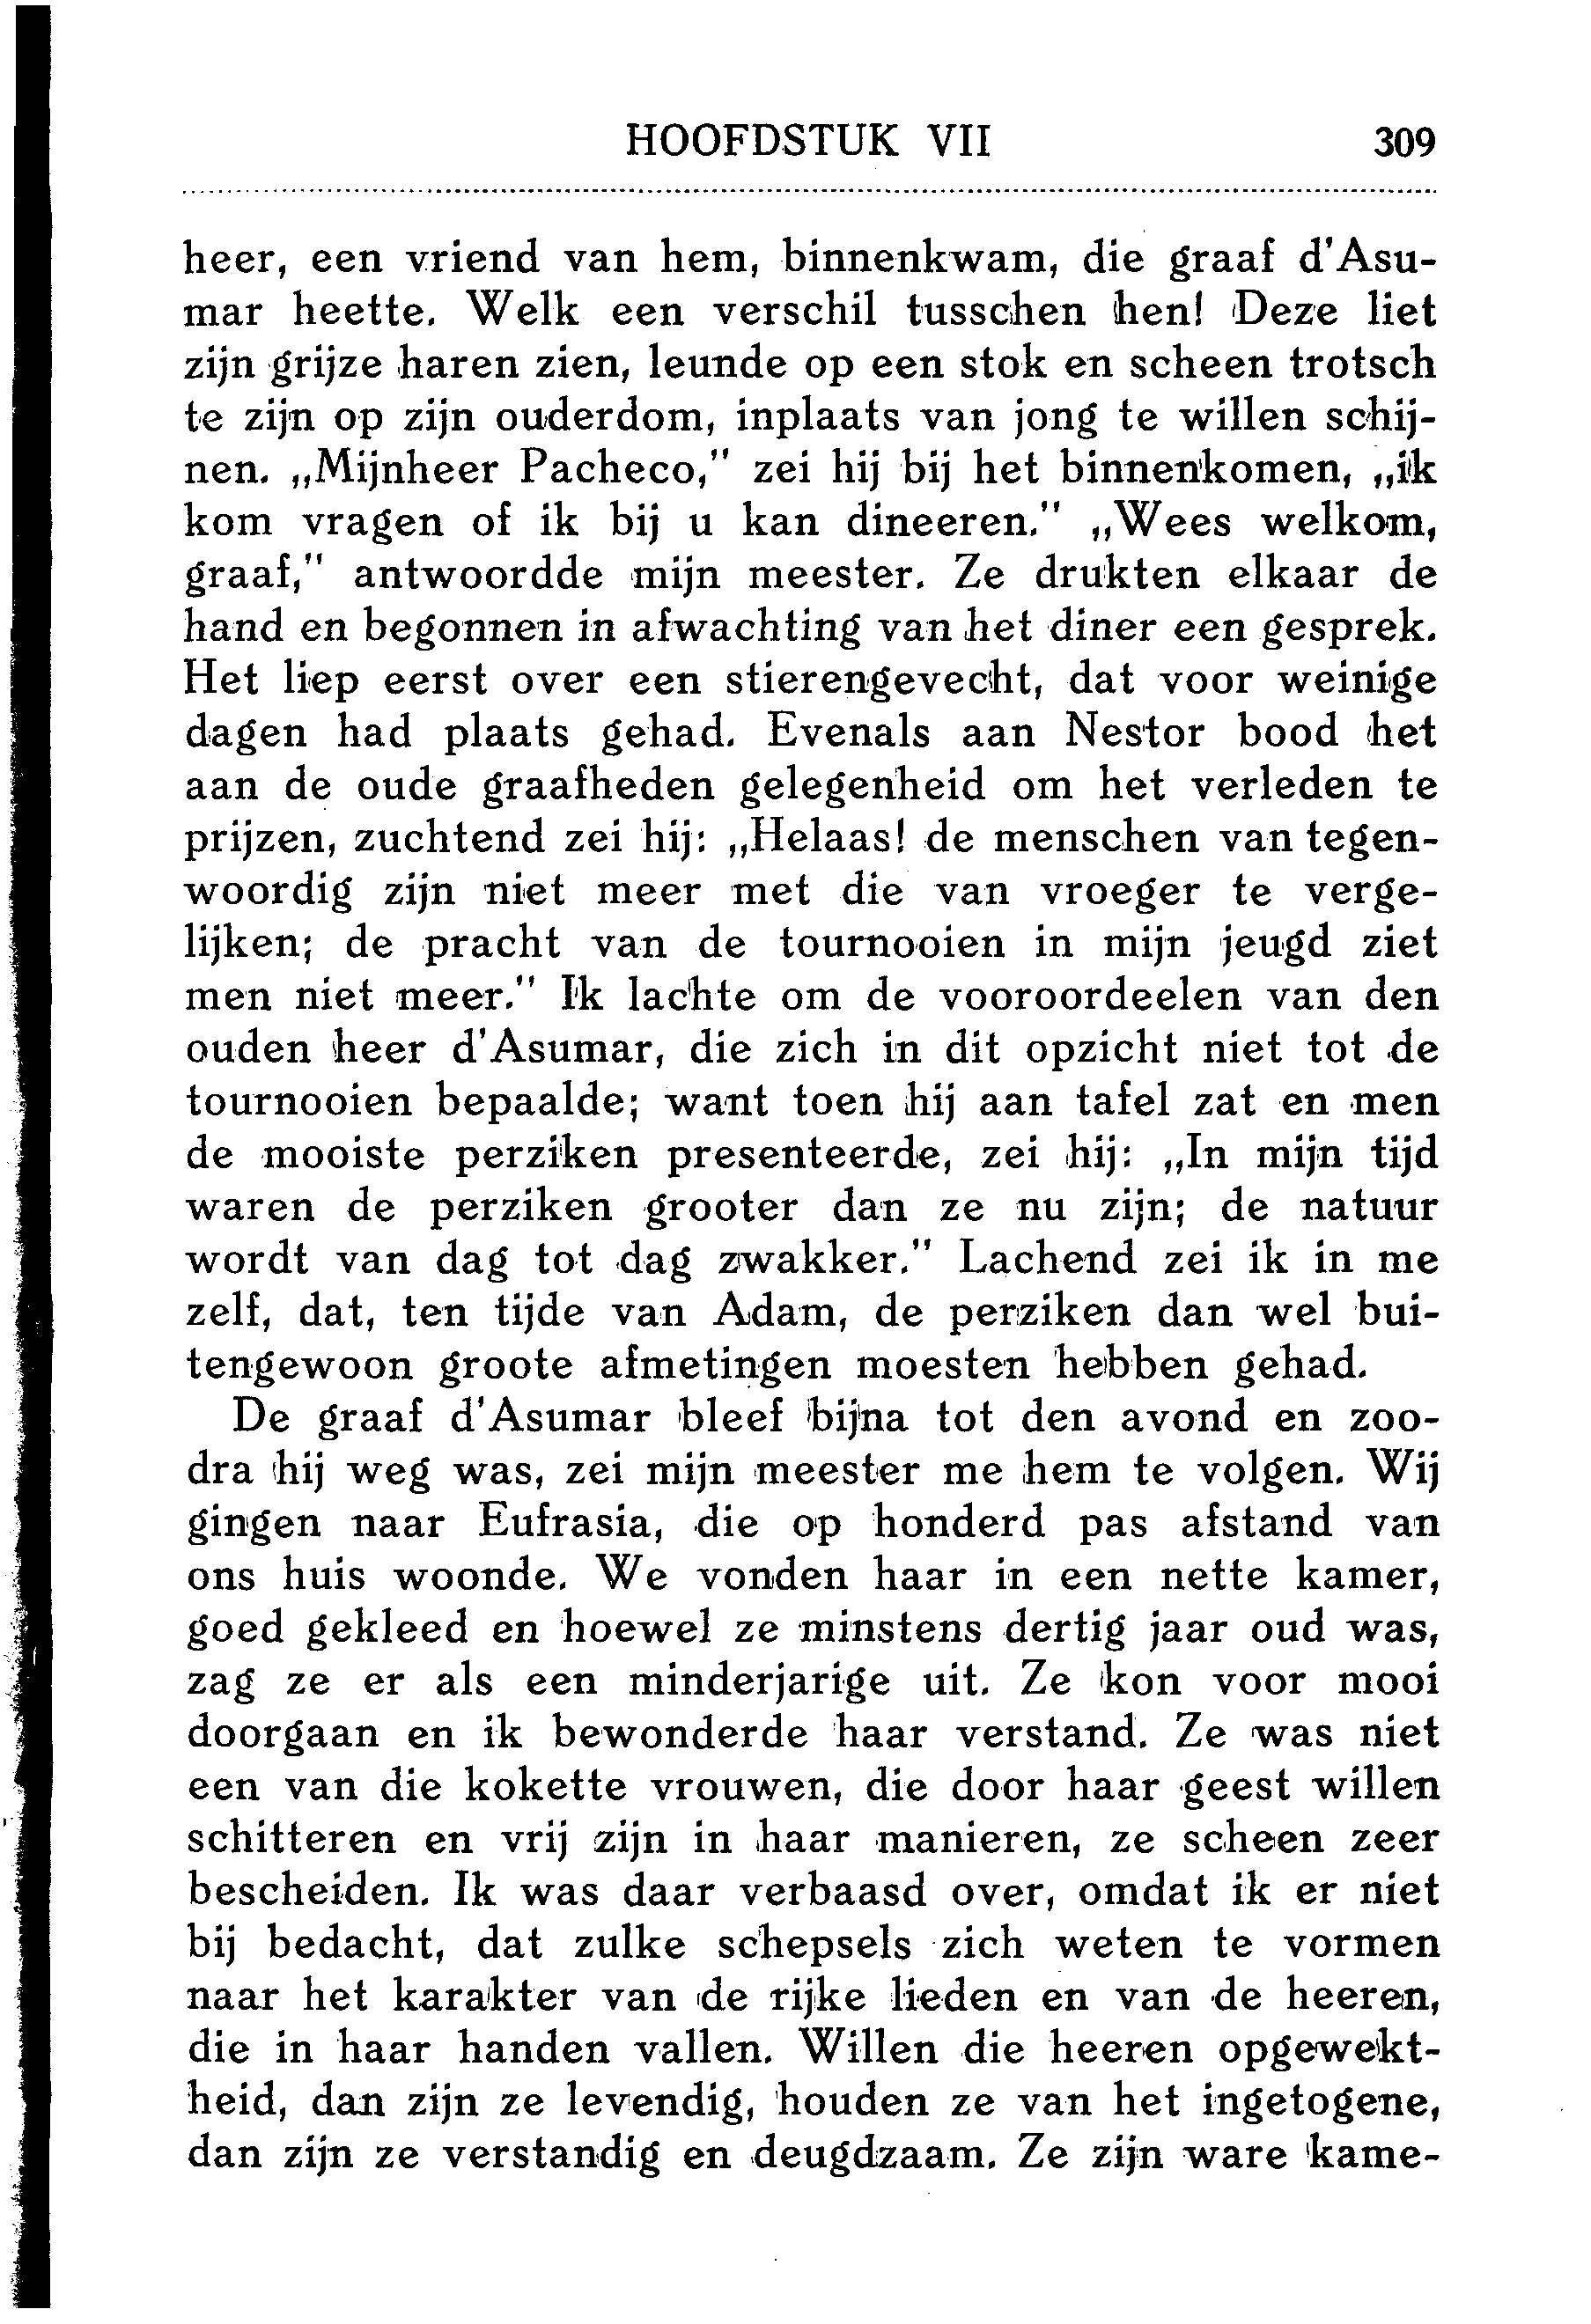 HOOFDSTUK VII 309
heer, een vriend van hem, binnenkwam, die graaf d'Asu-
mar heette. Welk een verschil tusschen hen! Deze liet
zijn grijze haren zien, leunde op een stok en scheen trotsch
te zijn op zijn ouderdom, inplaats van jong te willen schij-
nen. „Mijnheer Pacheco," zei hij bij het binnenkomen, „ik
kom vragen of ik bij u kan dineeren." „Wees welkom,
graaf," antwoordde mijn meester. Ze drukten elkaar de
hand en begonnen in afwachting van het diner een gesprek.
Het liep eerst over een stierengevecht, dat voor weinige
dagen had plaats gehad. Evenals aan Nestor bood het
aan de oude graafheden gelegenheid om het verleden te
prijzen, zuchtend zei hij: „Helaas! de menschen van tegen-
woordig zijn niet meer met die van vroeger te verge-
lijken; de pracht van de tournooien in mijn jeugd ziet
men niet meer." Ik lachte om de vooroordeelen van den
ouden heer d'Asumar, die zich in dit opzicht niet tot de
tournooien bepaalde; want toen hij aan tafel zat en men
de mooiste perziken presenteerde, zei hij: „In mijn tijd
waren de perziken grooter dan ze nu zijn; de natuur
wordt van dag tot dag zwakker." Lachend zei ik in me
zelf, dat, ten tijde van Adam, de perziken dan wel bui-
tengewoon groote afmetingen moesten hebben gehad.
De graaf d'Asumar bleef bijna tot den avond en zoo-
dra hij weg was, zei mijn meester me hem te volgen. Wij
gingen naar Eufrasia, die op honderd pas afstand van
ons huis woonde. We vonden haar in een nette kamer,
goed gekleed en hoewel ze minstens dertig jaar oud was,
zag ze er als een minderjarige uit. Ze kon voor mooi
doorgaan en ik bewonderde haar verstand. Ze was niet
een van die kokette vrouwen, die door haar geest willen
schitteren en vrij zijn in haar manieren, ze scheen zeer
bescheiden. Ik was daar verbaasd over, omdat ik er niet
bij bedacht, dat zulke schepsels zich weten te vormen
naar het karakter van de rijke lieden en van de heeren,
die in haar handen vallen. Willen die heeren opgewekt-
heid, dan zijn ze levendig, houden ze van het ingetogene,
dan zijn ze verstandig en deugdzaam. Ze zijn ware kame-